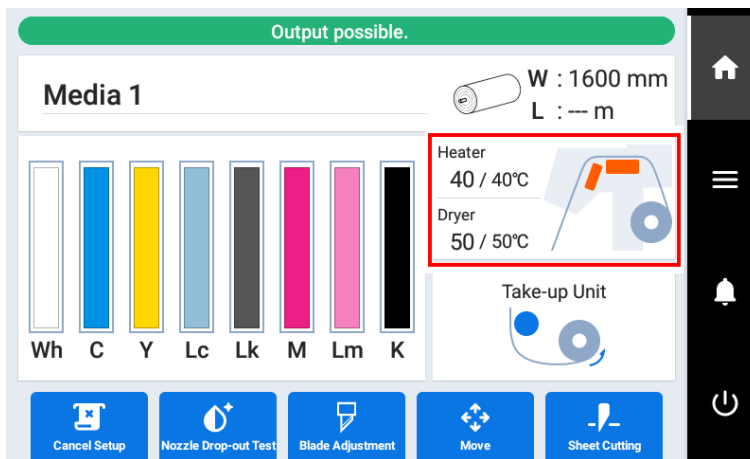 Output possible.
Media 1
W : 1600 mm
L : --- m
Heater
40 / 40℃
Dryer
50 / 50℃
Take-up Unit
Wh C Y Lc Lk M Lm K
Cancel Setup
Nozzle Drop-out Test
Blade Adjustment
Move
Sheet Cutting